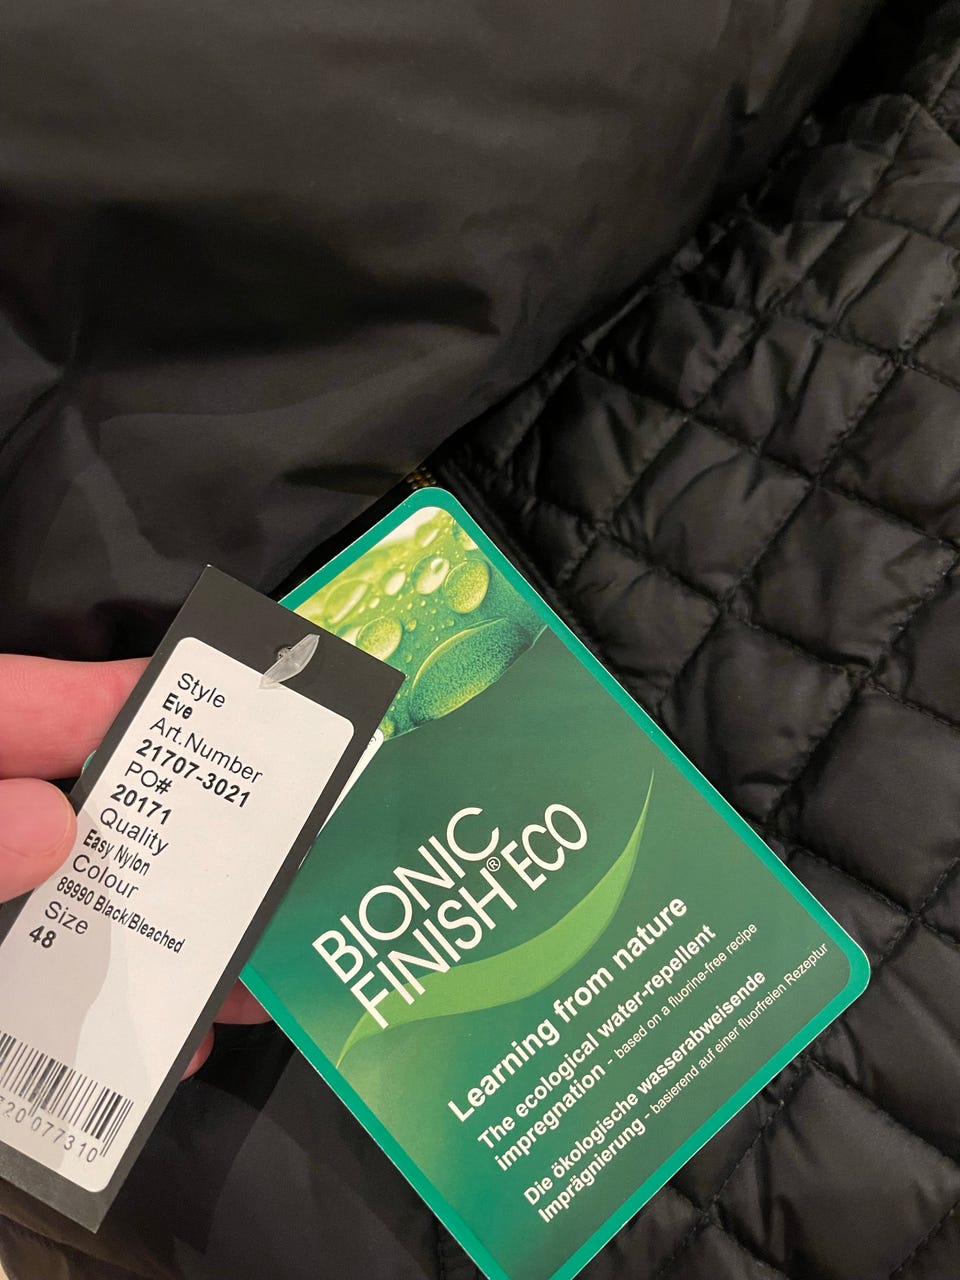 Style
Eve
Art.Number
21707-3021
PO#
20171
Quality
Easy Nylon
Colour
89990 Black/Bleached
Size
48
720 077310
BIONIC
FINISH® ECO
Learning from nature
The ecological water-repellent
impregnation - based on a fluorine-free recipe
Die ökologische wasserabweisende
Imprägnierung - basierend auf einer fluorfreien Rezeptur